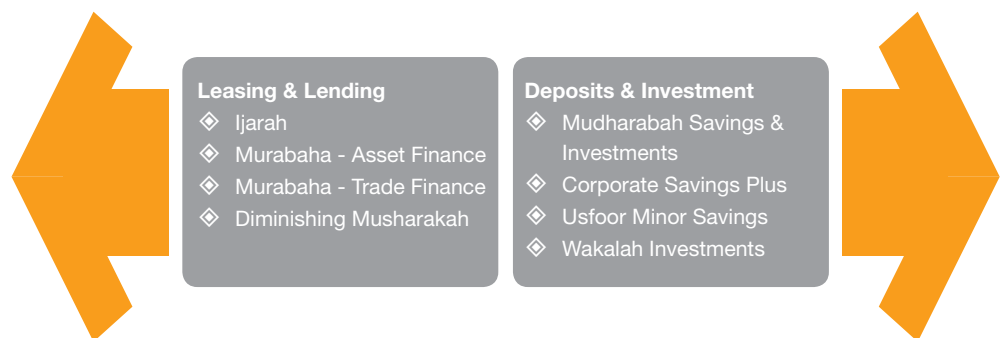 Leasing & Lending
Ijarah
Murabaha - Asset Finance
Murabaha - Trade Finance
Diminishing Musharakah
Deposits & Investment
Mudharabah Savings &
Investments
Corporate Savings Plus
Usfoor Minor Savings
Wakalah Investments